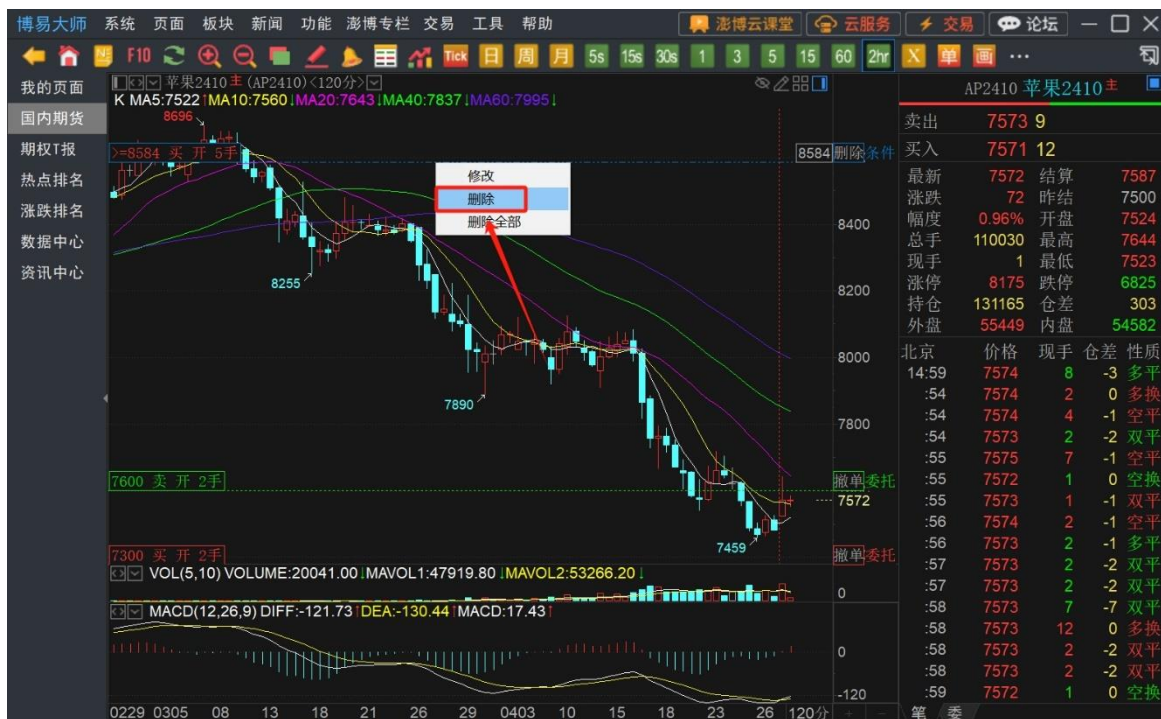 博易大师 系统 页面 板块 新闻 功能 澎博专栏 交易 工具 帮助 澎博云课堂 云服务 交易 论坛
F10 Tick 日 周 月 5s 15s 30s 1 3 5 15 60 2hr X 单 画 ...
我的页面
国内期货
期权T报
热点排名
涨跌排名
数据中心
资讯中心
苹果2410主 (AP2410)<120分>
K MA5:7522↑MA10:7560↓MA20:7643↓MA40:7837↓MA60:7995↓
8696
>=8584 买 开 5手
8584 删除 条件
修改
删除
删除全部
8400
8255
8200
8000
7890
7800
7600 卖 开 2手
撤单 委托
7572
7459
7300 买 开 2手
撤单 委托
VOL(5,10) VOLUME:20041.00↓MAVOL1:47919.80↓MAVOL2:53266.20↓
0
MACD(12,26,9) DIFF:-121.73↑DEA:-130.44↑MACD:17.43↑
0
-120
0229 0305 08 13 18 21 26 29 0403 10 15 18 23 26 120分 + -
AP2410 苹果2410主
卖出 7573 9
买入 7571 12
最新 7572 结算 7587
涨跌 72 昨结 7500
幅度 0.96% 开盘 7524
总手 110030 最高 7644
现手 1 最低 7523
涨停 8175 跌停 6825
持仓 131165 仓差 303
外盘 55449 内盘 54582
北京 价格 现手 仓差 性质
14:59 7574 8 -3 多平
:54 7574 2 0 多换
:54 7574 4 -1 空平
:54 7573 2 -2 双平
:55 7575 7 -1 空平
:55 7572 1 0 空换
:55 7573 1 -1 双平
:56 7574 2 -1 空平
:56 7573 2 -1 多平
:57 7573 2 -2 双平
:57 7573 2 -2 双平
:58 7573 7 -7 双平
:58 7573 12 0 多换
:58 7573 2 -2 双平
:58 7573 2 -2 双平
:59 7572 1 0 空换
笔 委